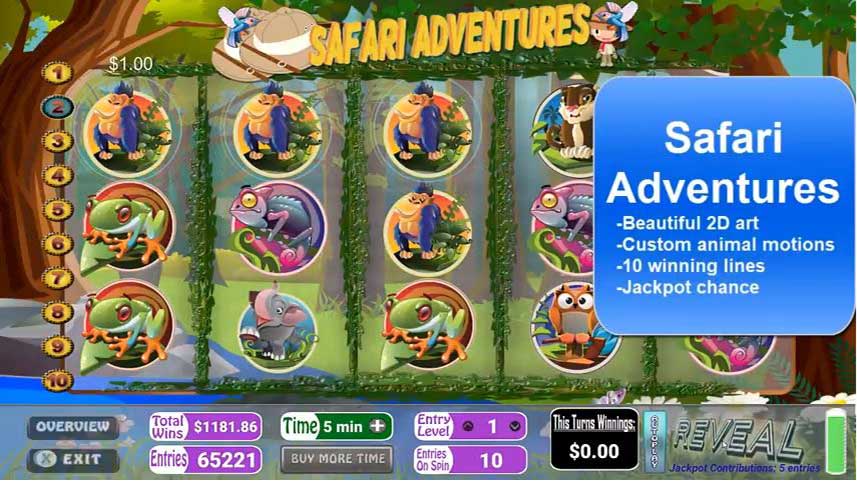 SAFARI ADVENTURES
$1.00
1
2
3
4
5
6
7
8
9
10
Safari
Adventures
-Beautiful 2D art
-Custom animal motions
-10 winning lines
-Jackpot chance
OVERVIEW
X EXIT
Total Wins $1181.86
Entries 65221
Time 5 min +
BUY MORE TIME
Entry Level 1
Entries On Spin 10
This Turns Winnings:
$0.00
AUTOPLAY
REVEAL
Jackpot Contributions: 5 entries